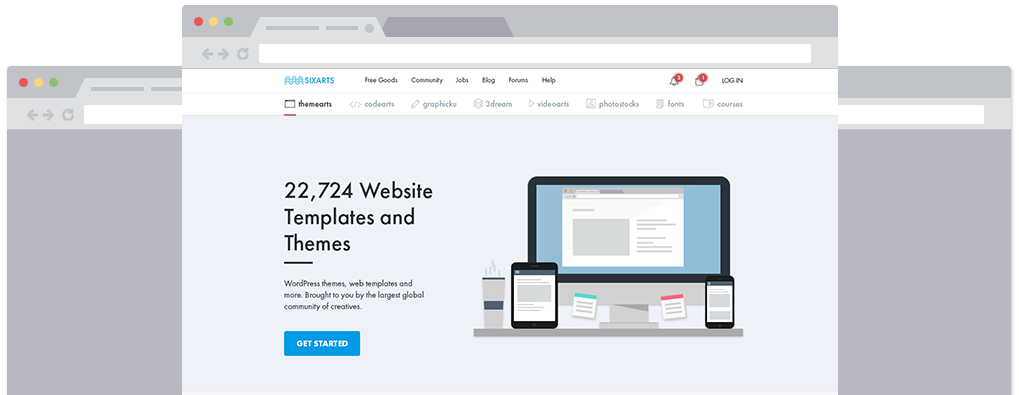 SIXARTS Free Goods Community Jobs Blog Forums Help 3 1 LOG IN
themearts codearts graphicku 3dream videoarts photostocks fonts courses
22,724 Website
Templates and
Themes
WordPress themes, web templates and
more. Brought to you by the largest global
community of creatives.
GET STARTED